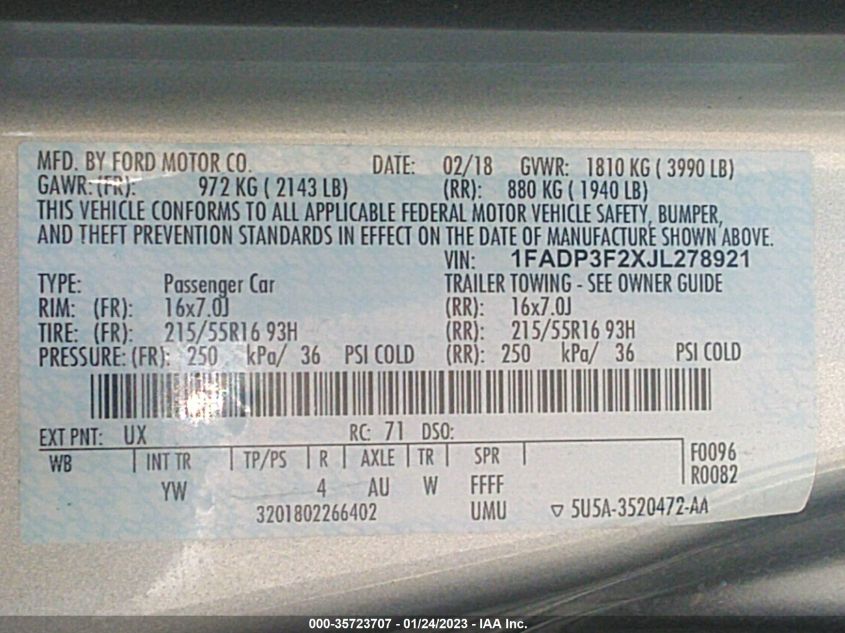 MFD. BY FORD MOTOR CO. DATE: 02/18 GVWR: 1810 KG ( 3990 LB)
GAWR: (FR): 972 KG ( 2143 LB) (RR): 880 KG ( 1940 LB)
THIS VEHICLE CONFORMS TO ALL APPLICABLE FEDERAL MOTOR VEHICLE SAFETY, BUMPER,
AND THEFT PREVENTION STANDARDS IN EFFECT ON THE DATE OF MANUFACTURE SHOWN ABOVE.
VIN: 1FADP3F2XJL278921
TYPE: Passenger Car TRAILER TOWING - SEE OWNER GUIDE
RIM: (FR): 16x7.0J (RR): 16x7.0J
TIRE: (FR): 215/55R16 93H (RR): 215/55R16 93H
PRESSURE: (FR): 250 kPa/ 36 PSI COLD (RR): 250 kPa/ 36 PSI COLD
EXT PNT: UX RC: 71 DSO:
WB INT TR TP/PS R AXLE TR SPR F0096
YW 4 AU W FFFF R0082
3201802266402 UMU ▽ 5U5A-3520472-AA
000-35723707 - 01/24/2023 - IAA Inc.